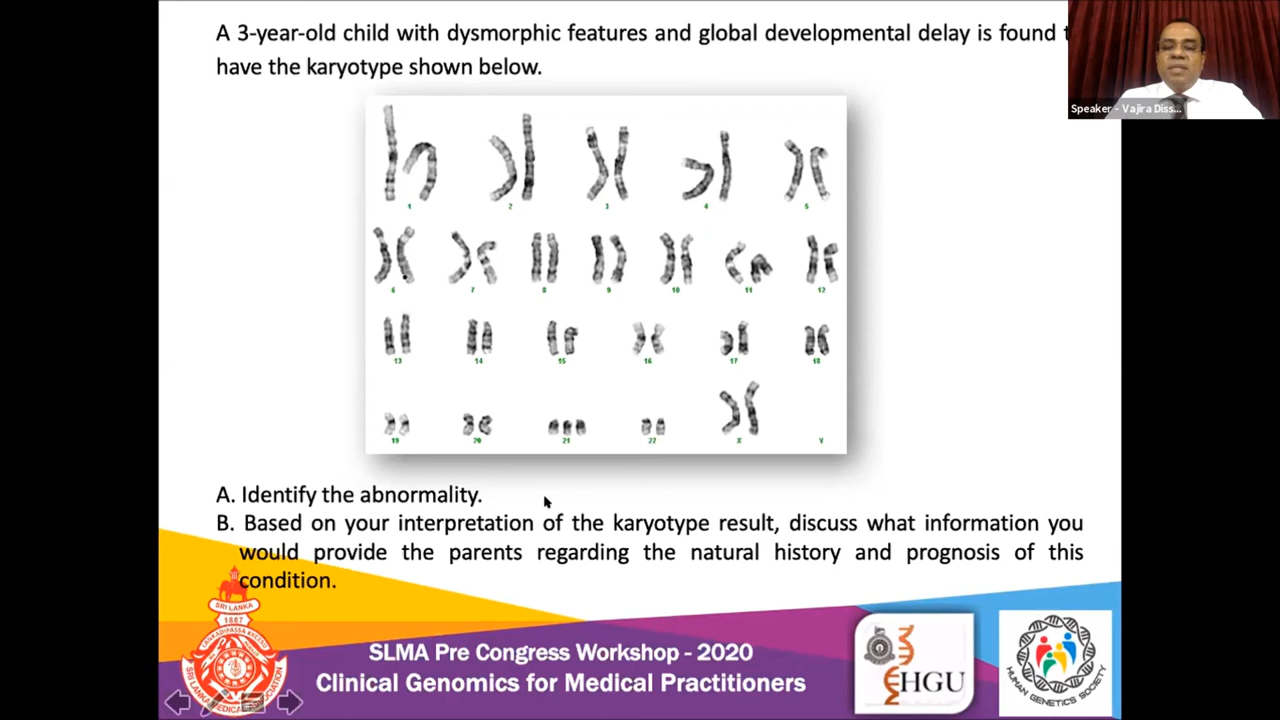 A 3-year-old child with dysmorphic features and global developmental delay is found t
have the karyotype shown below.
Speaker - Vajira Diss...
1 2 3 4 5
6 7 8 9 10 11 12
13 14 15 16 17 18
19 20 21 22 X Y
A. Identify the abnormality.
B. Based on your interpretation of the karyotype result, discuss what information you
would provide the parents regarding the natural history and prognosis of this
condition.
SRI LANKA
1887
SLMA Pre Congress Workshop - 2020
Clinical Genomics for Medical Practitioners
HGU
HUMAN GENETICS SOCIETY